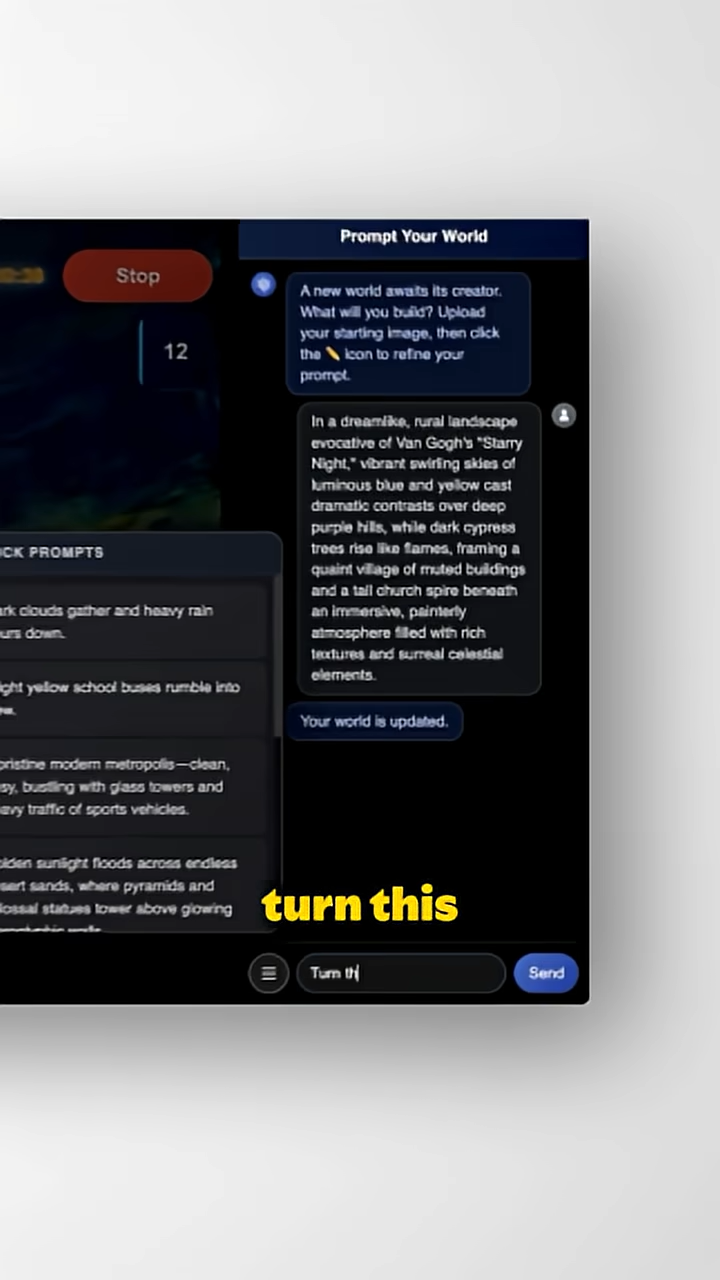 Prompt Your World
Stop
12
A new world awaits its creator.
What will you build? Upload
your starting image, then click
the ✏️ icon to refine your
prompt.
In a dreamlike, rural landscape
evocative of Van Gogh's "Starry
Night," vibrant swirling skies of
luminous blue and yellow cast
dramatic contrasts over deep
purple hills, while dark cypress
trees rise like flames, framing a
quaint village of muted buildings
and a tall church spire beneath
an immersive, painterly
atmosphere filled with rich
textures and surreal celestial
elements.
Your world is updated.
CK PROMPTS
rk clouds gather and heavy rain
urs down.
ight yellow school buses rumble into
w.
pristine modern metropolis—clean,
sy, bustling with glass towers and
avy traffic of sports vehicles.
olden sunlight floods across endless
sert sands, where pyramids and
lossal statues tower above glowing
turn this
Turn th
Send